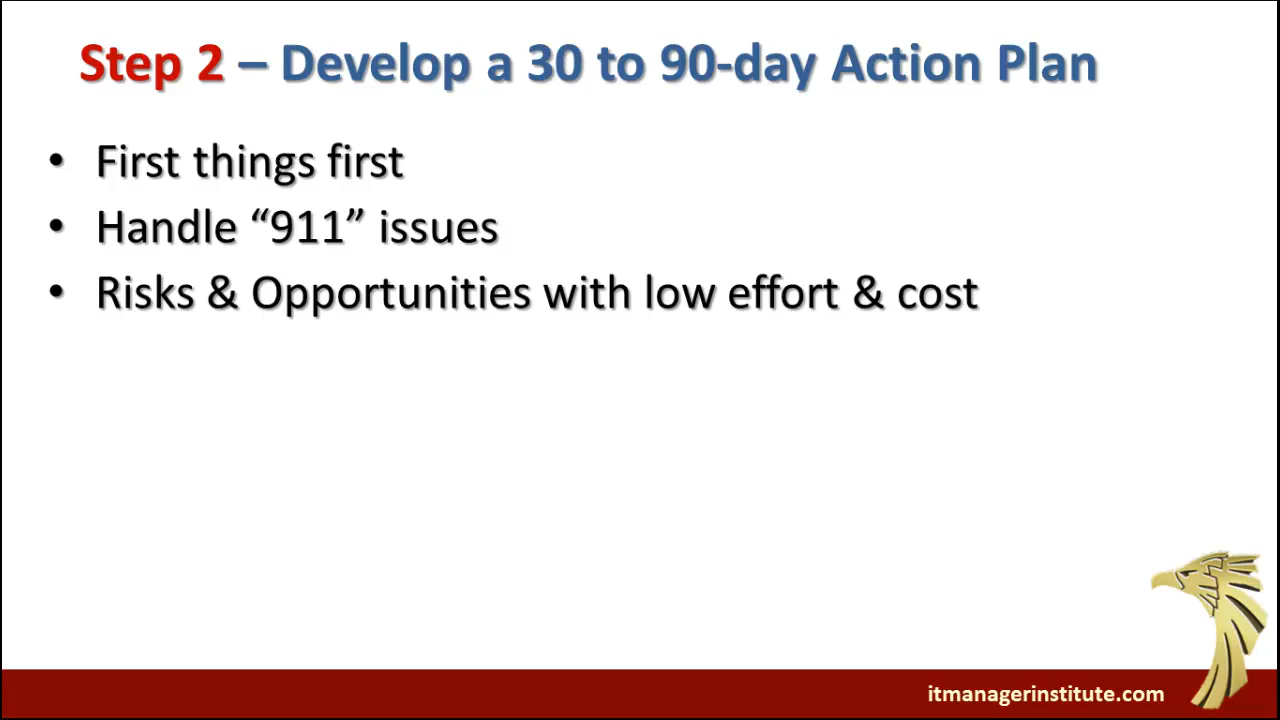 Step 2 – Develop a 30 to 90-day Action Plan
• First things first
• Handle “911” issues
• Risks & Opportunities with low effort & cost
itmanagerinstitute.com